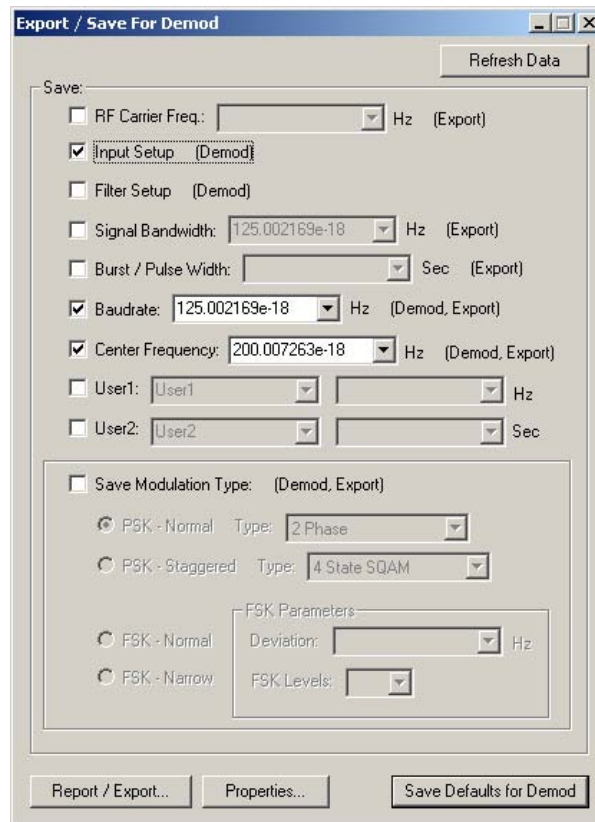 Export / Save For Demod
Refresh Data
Save:
RF Carrier Freq.: Hz (Export)
Input Setup (Demod)
Filter Setup (Demod)
Signal Bandwidth: 125.002169e-18 Hz (Export)
Burst / Pulse Width: Sec (Export)
Baudrate: 125.002169e-18 Hz (Demod, Export)
Center Frequency: 200.007263e-18 Hz (Demod, Export)
User1: User1 Hz
User2: User2 Sec
Save Modulation Type: (Demod, Export)
PSK - Normal Type: 2 Phase
PSK - Staggered Type: 4 State SQAM
FSK Parameters
FSK - Normal Deviation: Hz
FSK - Narrow FSK Levels:
Report / Export... Properties... Save Defaults for Demod